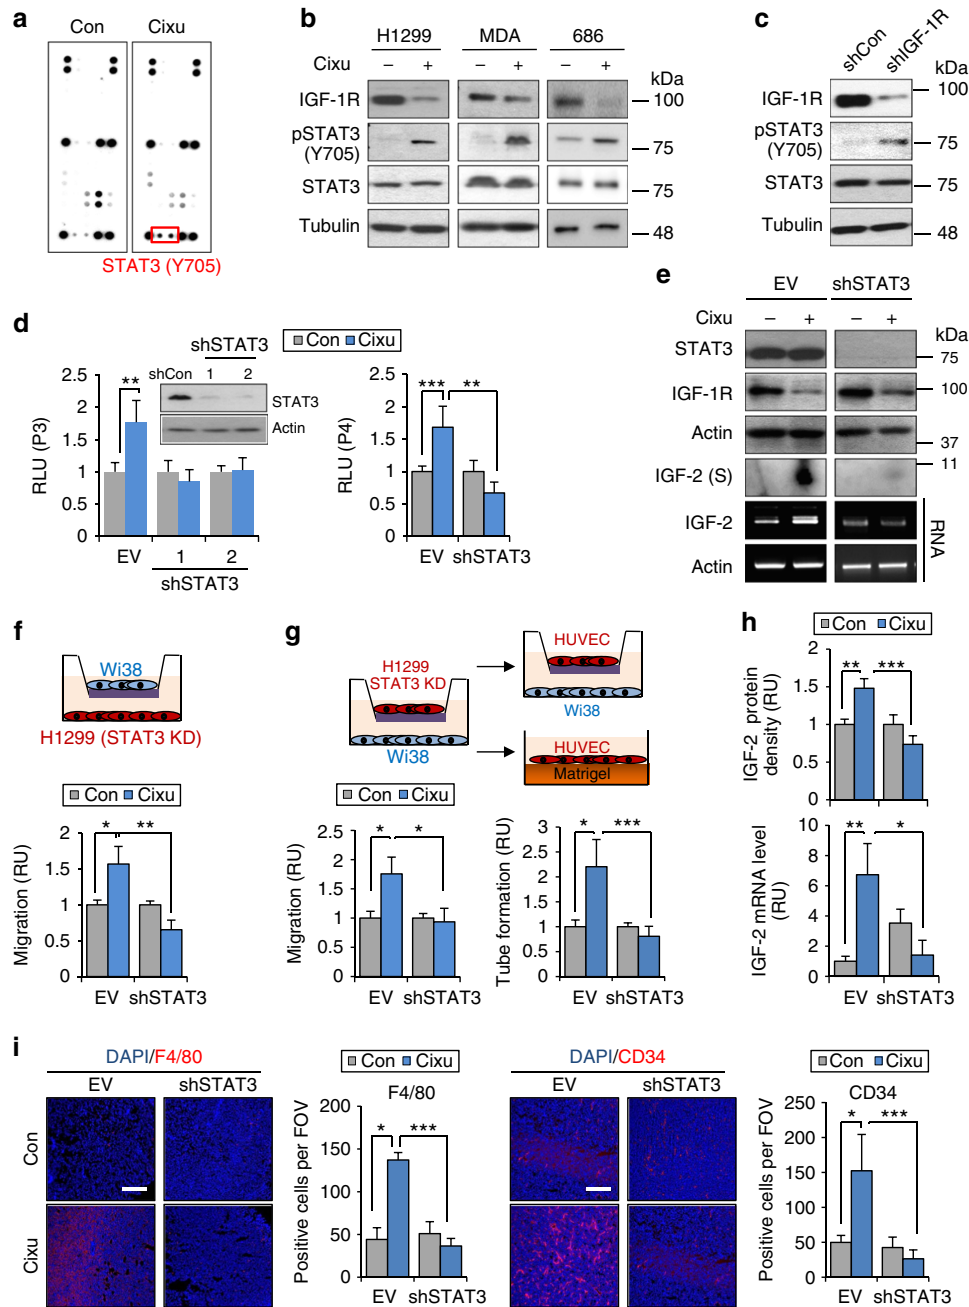 a
Con Cixu
STAT3 (Y705)
b
H1299 MDA 686
Cixu – + – + – +
kDa
IGF-1R
100
pSTAT3
(Y705)
75
STAT3
75
Tubulin
48
c
shCon shIGF-1R
kDa
100
IGF-1R
pSTAT3
(Y705)
75
STAT3
75
Tubulin
48
d
Con Cixu
shSTAT3
shCon 1 2
STAT3
Actin
RLU (P3)
2.5
2
1.5
1
0.5
0
**
EV 1 2
shSTAT3
RLU (P4)
2.5
2
1.5
1
0.5
0
*** **
EV shSTAT3
e
EV shSTAT3
Cixu – + – +
kDa
STAT3
75
IGF-1R
100
Actin
37
11
IGF-2 (S)
IGF-2
Actin
RNA
f
Wi38
H1299 (STAT3 KD)
Con Cixu
Migration (RU)
2
1.5
1
0.5
0
* **
EV shSTAT3
g
H1299
STAT3 KD
Wi38
HUVEC
Wi38
HUVEC
Matrigel
Con Cixu
Migration (RU)
2.5
2
1.5
1
0.5
0
* *
EV shSTAT3
Tube formation (RU)
3
2.5
2
1.5
1
0.5
0
* ***
EV shSTAT3
h
Con Cixu
IGF-2 protein
density (RU)
2
1.5
1
0.5
0
** ***
IGF-2 mRNA level
(RU)
10
8
6
4
2
0
** *
EV shSTAT3
i
DAPI/F4/80
EV shSTAT3
Con
Cixu
Con Cixu
F4/80
Positive cells per FOV
200
150
100
50
0
* ***
EV shSTAT3
DAPI/CD34
EV shSTAT3
Con Cixu
CD34
Positive cells per FOV
250
200
150
100
50
0
* ***
EV shSTAT3